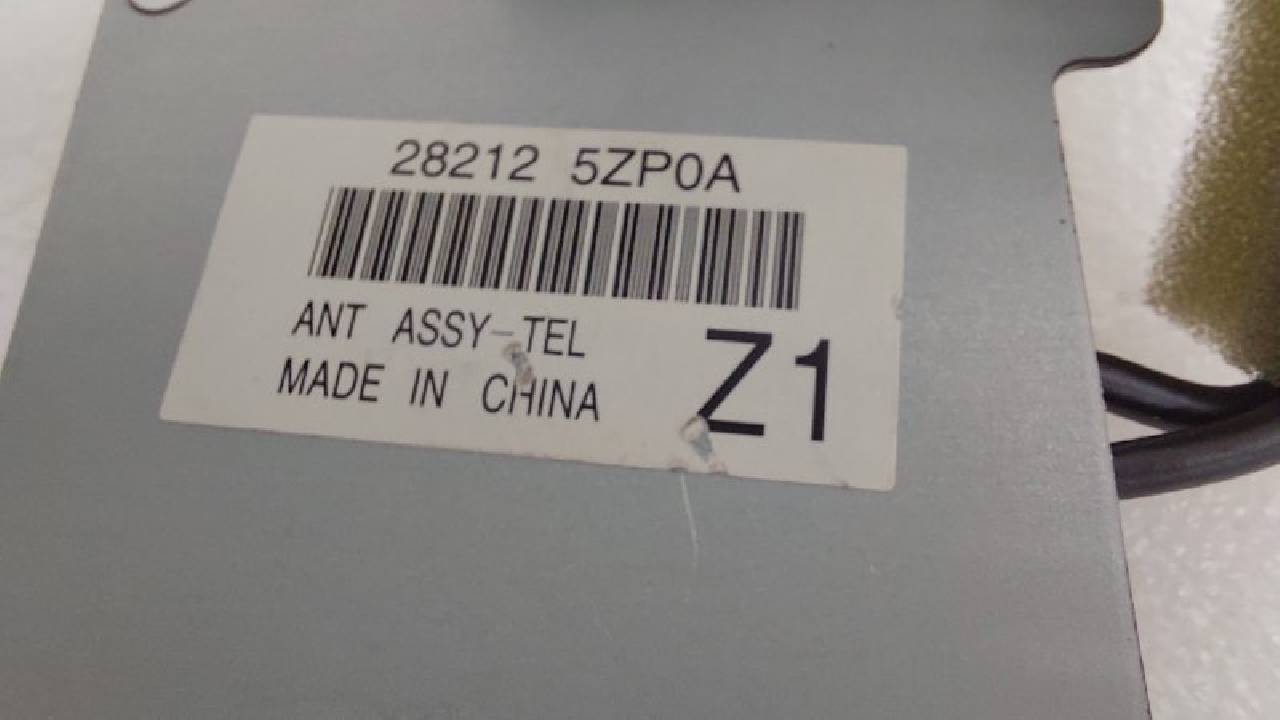 28212 5ZP0A
ANT ASSY-TEL
MADE IN CHINA
Z1